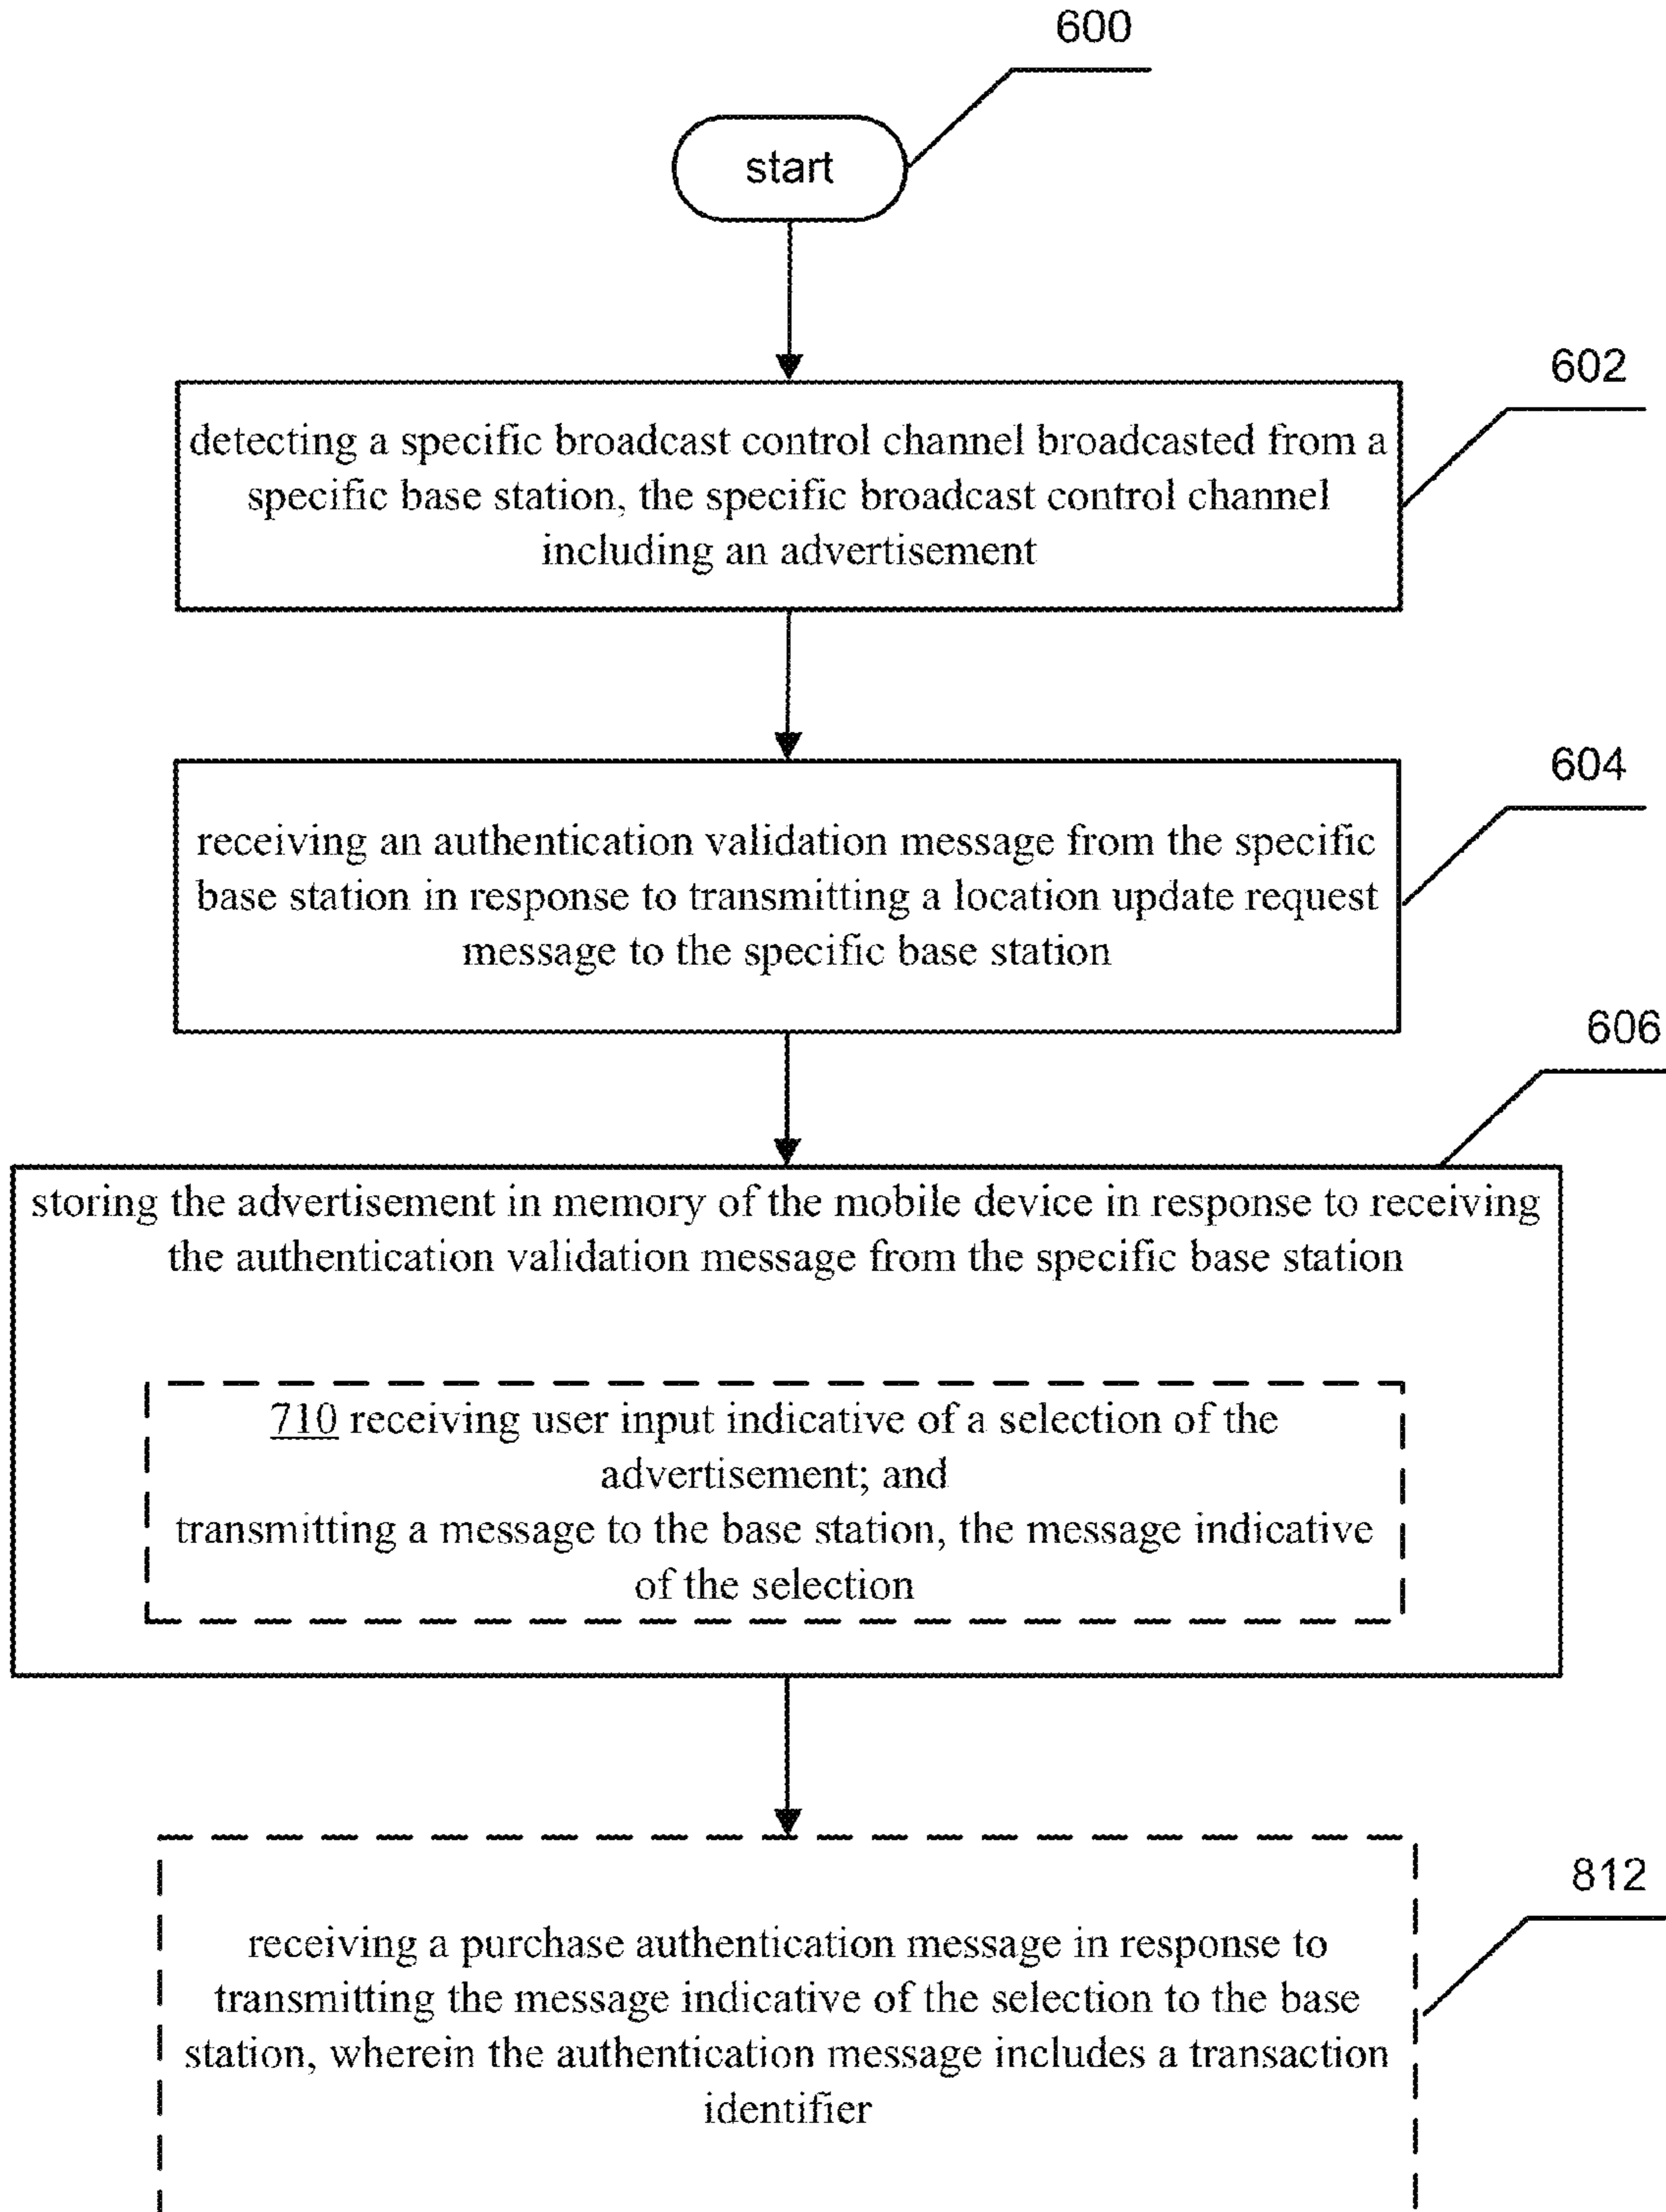 600
start
602
detecting a specific broadcast control channel broadcasted from a
specific base station, the specific broadcast control channel
including an advertisement
604
receiving an authentication validation message from the specific
base station in response to transmitting a location update request
message to the specific base station
606
storing the advertisement in memory of the mobile device in response to receiving
the authentication validation message from the specific base station
710 receiving user input indicative of a selection of the
advertisement; and
transmitting a message to the base station, the message indicative
of the selection
812
receiving a purchase authentication message in response to
transmitting the message indicative of the selection to the base
station, wherein the authentication message includes a transaction
identifier